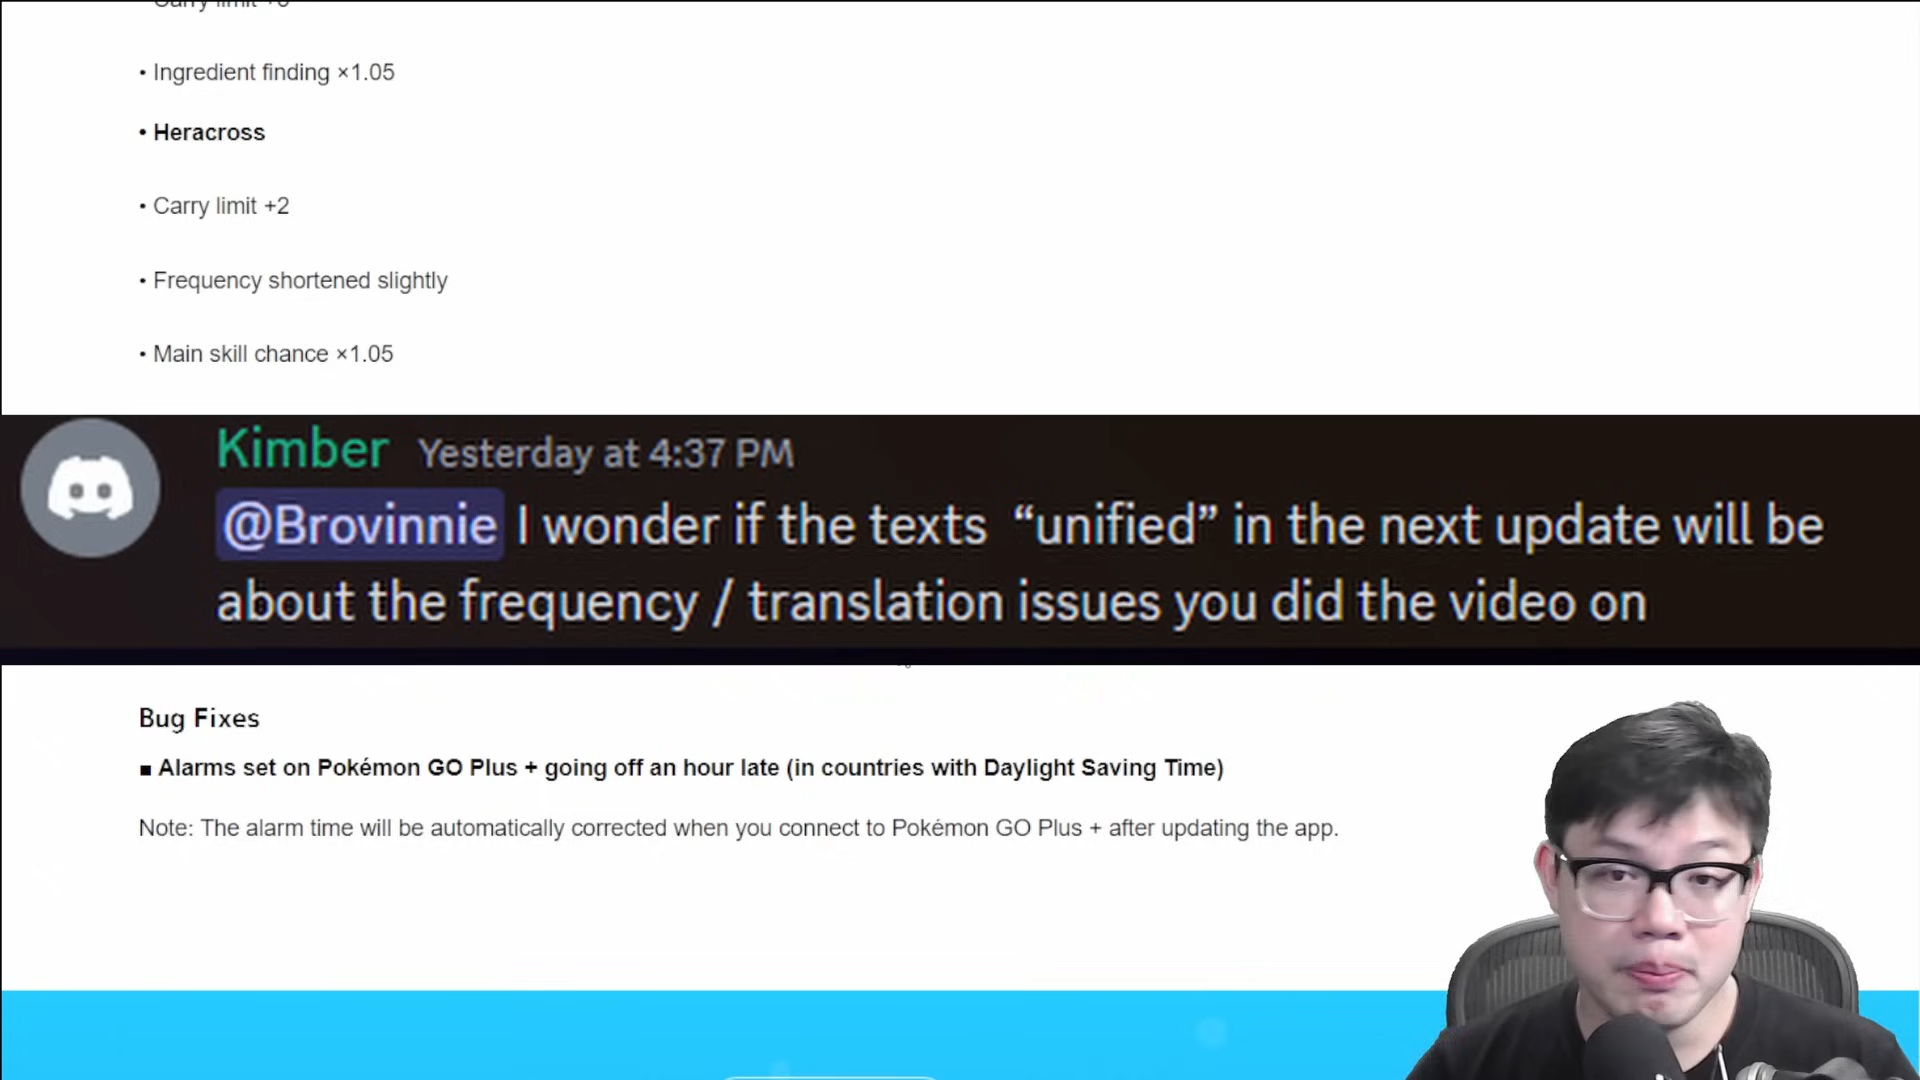 • Ingredient finding ×1.05
• Heracross
• Carry limit +2
• Frequency shortened slightly
• Main skill chance ×1.05
Kimber Yesterday at 4:37 PM
@Brovinnie I wonder if the texts “unified” in the next update will be
about the frequency / translation issues you did the video on
Bug Fixes
■ Alarms set on Pokémon GO Plus + going off an hour late (in countries with Daylight Saving Time)
Note: The alarm time will be automatically corrected when you connect to Pokémon GO Plus + after updating the app.